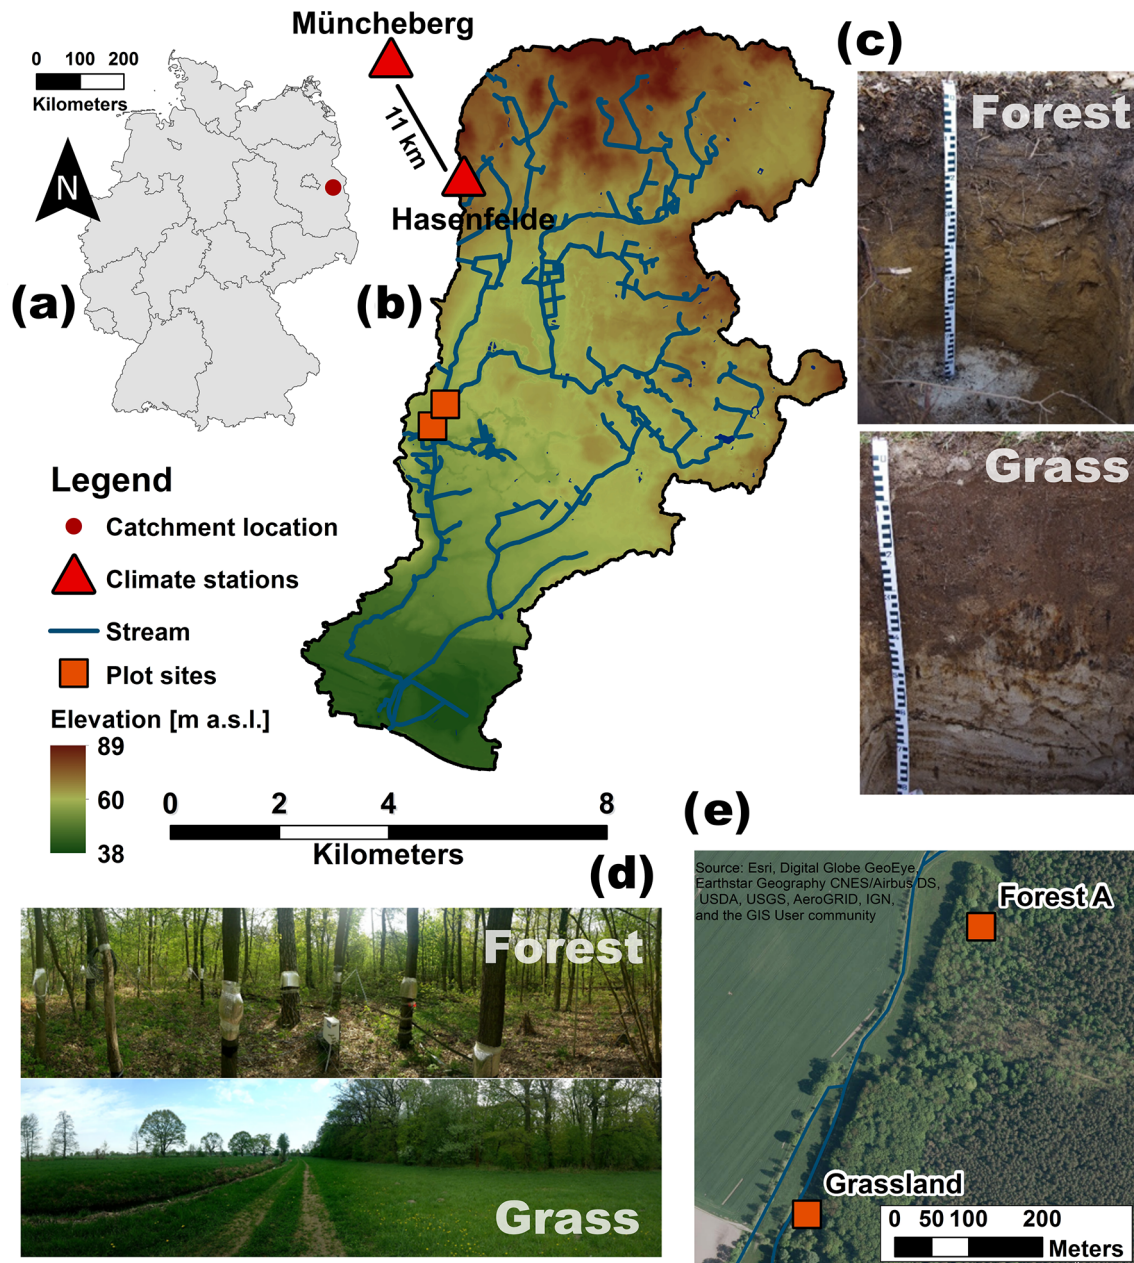 Müncheberg
0 100 200
Kilometers
11 km
N
Hasenfelde
(a)
(b)
(c)
Forest
Grass
Legend
Catchment location
Climate stations
Stream
Plot sites
Elevation [m a.s.l.]
89
60
38
0 2 4 8
Kilometers
(d)
Forest
Grass
(e)
Source: Esri, Digital Globe GeoEye,
Earthstar Geography CNES/Airbus DS,
USDA, USGS, AeroGRID, IGN,
and the GIS User community
Forest A
Grassland
0 50 100 200
Meters